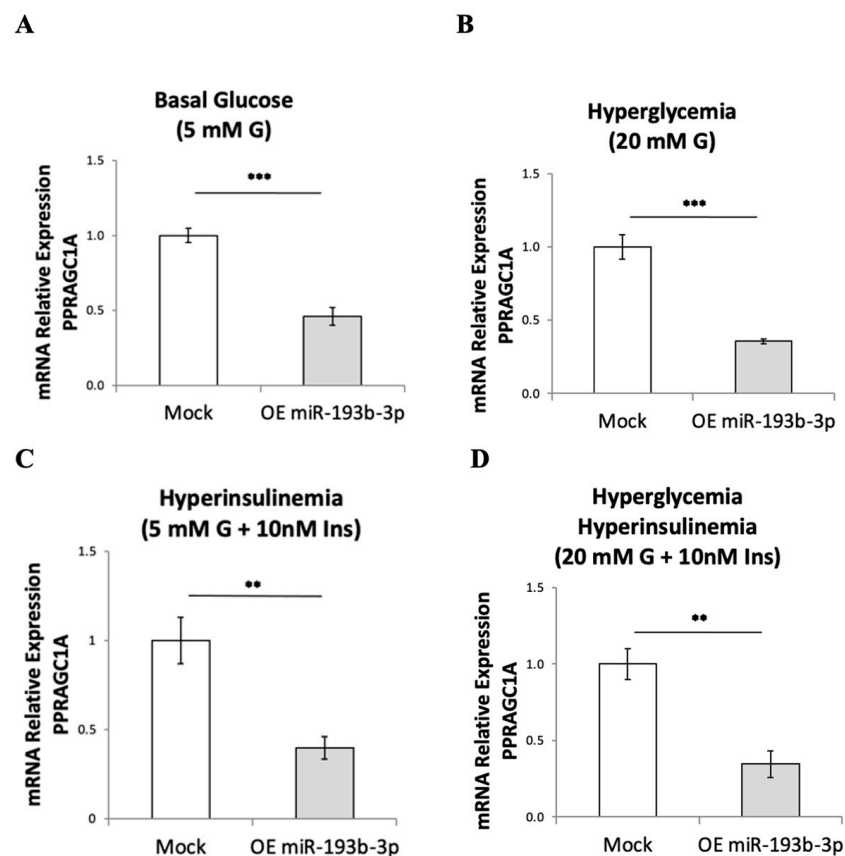 A
Basal Glucose
(5 mM G)
mRNA Relative Expression
PPRAGC1A
1.5
***
1.0
0.5
0.0
Mock
OE miR-193b-3p
B
Hyperglycemia
(20 mM G)
mRNA Relative Expression
PPRAGC1A
1.5
***
1.0
0.5
0.0
Mock
OE miR-193b-3p
C
Hyperinsulinemia
(5 mM G + 10nM Ins)
mRNA Relative Expression
PPRAGC1A
1.5
**
1
0.5
0
Mock
OE miR-193b-3p
D
Hyperglycemia
Hyperinsulinemia
(20 mM G + 10nM Ins)
mRNA Relative Expression
PPRAGC1A
1.5
**
1.0
0.5
0.0
Mock
OE miR-193b-3p